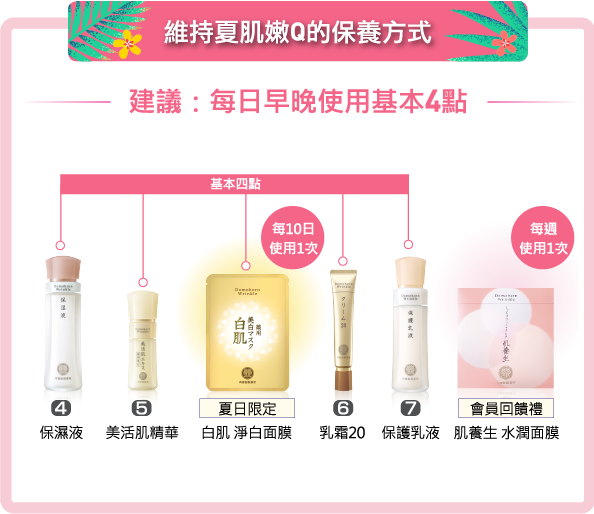 維持夏肌嫩Q的保養方式
建議：每日早晚使用基本4點
基本四點
每10日
使用1次
每週
使用1次
Domohorn
Wrinkle
保湿液
Domohorn
Wrinkle
Domohorn
Wrinkle
薬用
美白マスク
白肌
Domohorn
Wrinkle
クリーム20
Domohorn
Wrinkle
保護乳液
Domohorn
Wrinkle
肌養生
4
5
夏日限定
6
7
會員回饋禮
保濕液
美活肌精華
白肌 淨白面膜
乳霜20
保護乳液
肌養生 水潤面膜